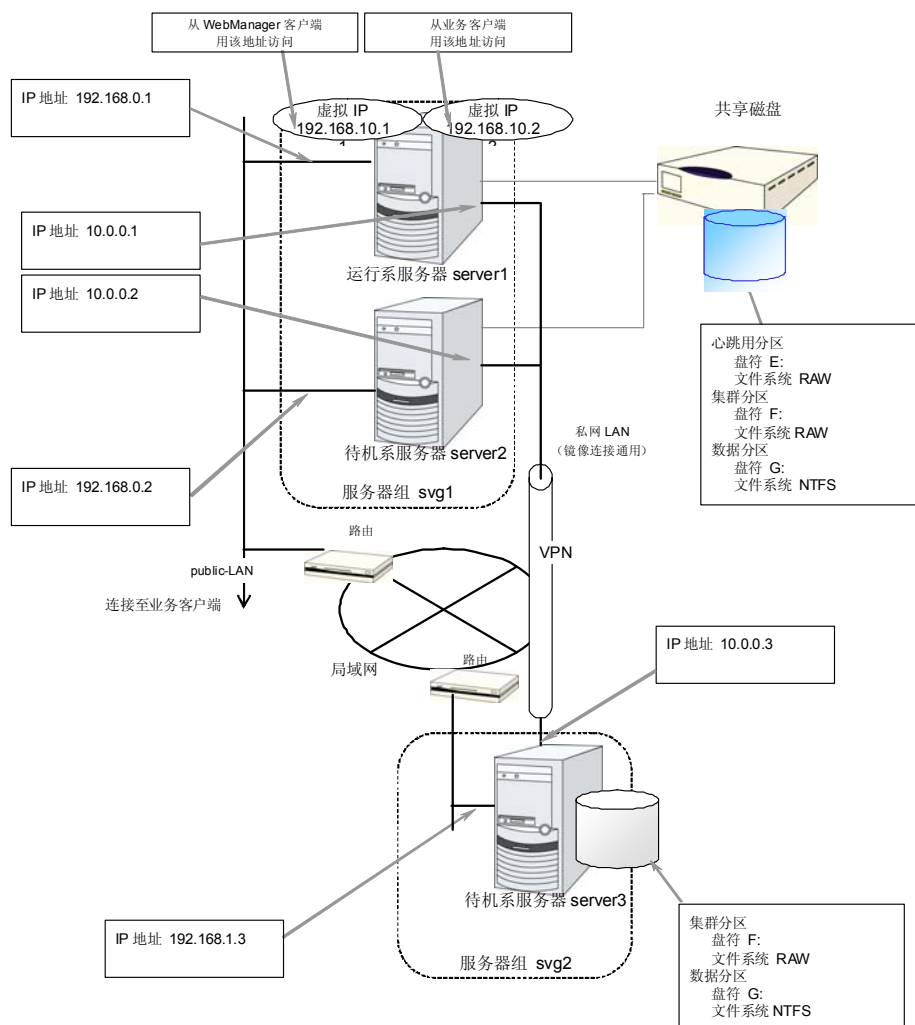 从 WebManager 客户端
用该地址访问
从业务客户端
用该地址访问
IP 地址 192.168.0.1
虚拟 IP
192.168.10.1
虚拟 IP
192.168.10.2
共享磁盘
IP 地址 10.0.0.1
运行系服务器 server1
IP 地址 10.0.0.2
心跳用分区
盘符 E:
文件系统 RAW
集群分区
盘符 F:
文件系统 RAW
数据分区
盘符 G:
文件系统 NTFS
私网 LAN
（镜像连接通用）
待机系服务器 server2
IP 地址 192.168.0.2
服务器组 svg1
路由
VPN
public-LAN
连接至业务客户端
局域网
路由
IP 地址 10.0.0.3
待机系服务器 server3
IP 地址 192.168.1.3
服务器组 svg2
集群分区
盘符 F:
文件系统 RAW
数据分区
盘符 G:
文件系统 NTFS